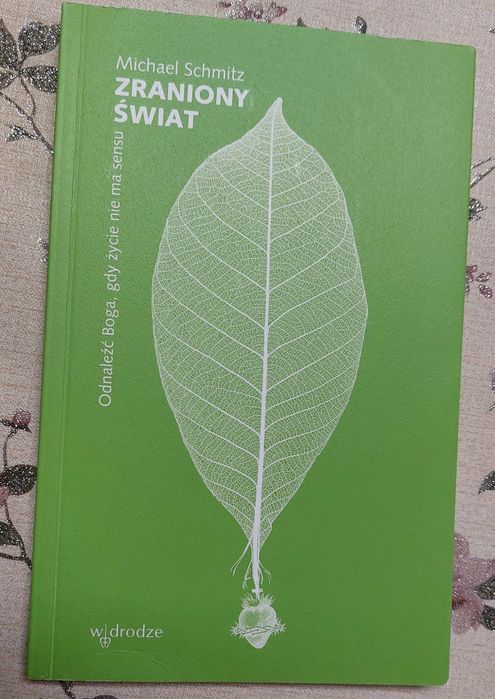 Michael Schmitz
ZRANIONY
ŚWIAT
Odnaleźć Boga, gdy życie nie ma sensu
w drodze